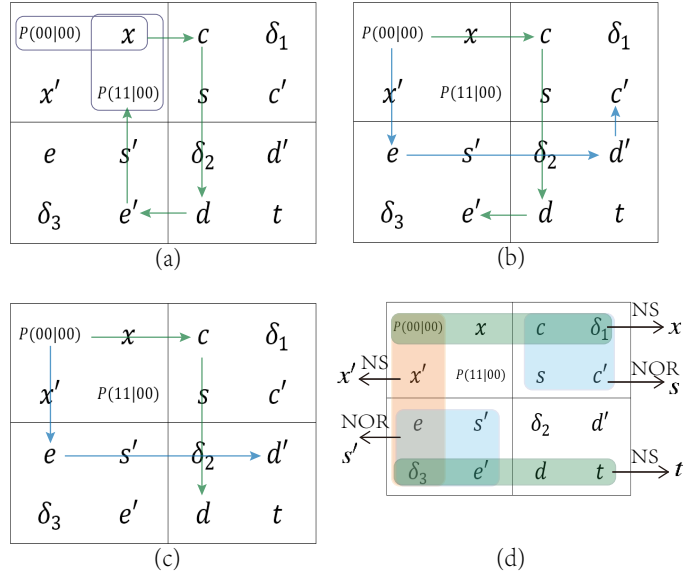 P(00|00) x c δ₁
x′ P(11|00) s c′
e s′ δ₂ d′
δ₃ e′ d t
(a)
P(00|00) x c δ₁
x′ P(11|00) s c′
e s′ δ₂ d′
δ₃ e′ d t
(b)
P(00|00) x c δ₁
x′ P(11|00) s c′
e s′ δ₂ d′
δ₃ e′ d t
(c)
P(00|00) x c δ₁ NS x
x′ NS x′ P(11|00) s c′ NOR s
NOR s′ e s′ δ₂ d′
δ₃ e′ d t NS t
(d)